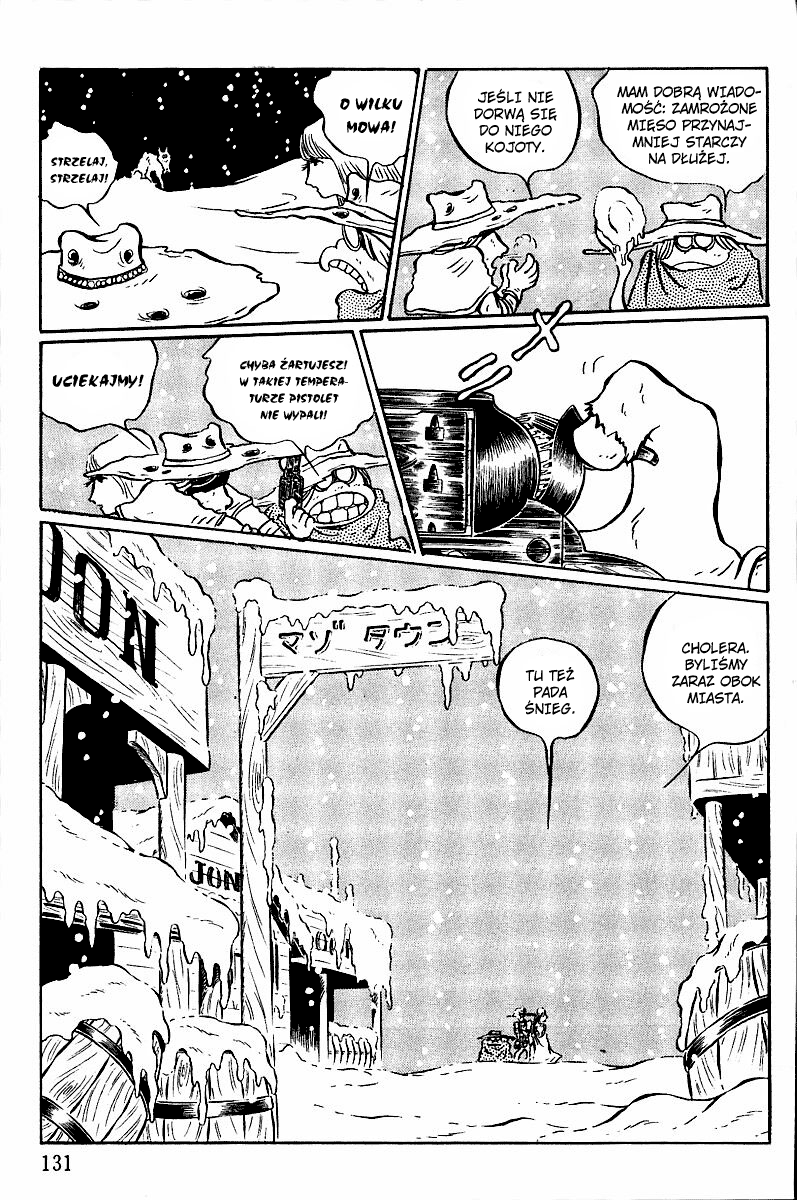 MAM DOBRĄ WIADO-
MOŚĆ: ZAMROŻONE
MIĘSO PRZYNAJ-
MNIEJ STARCZY
NA DŁUŻEJ.
JEŚLI NIE
DORWĄ SIĘ
DO NIEGO
KOJOTY.
O WILKU
MOWA!
STRZELAJ,
STRZELAJ!
CHYBA ŻARTUJESZ!
W TAKIEJ TEMPERA-
TURZE PISTOLET
NIE WYPALI!
UCIEKAJMY!
CHOLERA.
BYLIŚMY
ZARAZ OBOK
MIASTA.
TU TEŻ
PADA
ŚNIEG.
マゾ タウン
JON
131